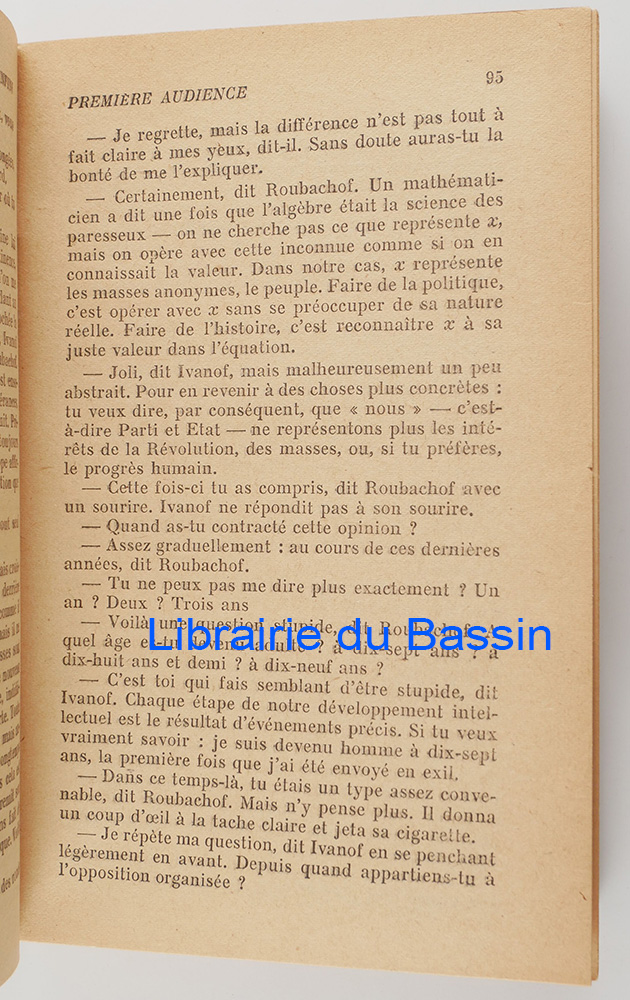 PREMIÈRE AUDIENCE 95
— Je regrette, mais la différence n'est pas tout à
fait claire à mes yeux, dit-il. Sans doute auras-tu la
bonté de me l'expliquer.
— Certainement, dit Roubachof. Un mathémati-
cien a dit une fois que l'algèbre était la science des
paresseux — on ne cherche pas ce que représente x,
mais on opère avec cette inconnue comme si on en
connaissait la valeur. Dans notre cas, x représente
les masses anonymes, le peuple. Faire de la politique,
c'est opérer avec x sans se préoccuper de sa nature
réelle. Faire de l'histoire, c'est reconnaître x à sa
juste valeur dans l'équation.
— Joli, dit Ivanof, mais malheureusement un peu
abstrait. Pour en revenir à des choses plus concrètes :
tu veux dire, par conséquent, que « nous » — c'est-
à-dire Parti et Etat — ne représentons plus les inté-
rêts de la Révolution, des masses, ou, si tu préfères,
le progrès humain.
— Cette fois-ci tu as compris, dit Roubachof avec
un sourire. Ivanof ne répondit pas à son sourire.
— Quand as-tu contracté cette opinion ?
— Assez graduellement : au cours de ces dernières
années, dit Roubachof.
— Tu ne peux pas me dire plus exactement ? Un
an ? Deux ? Trois ans
— Voilà une question stupide, dit Roubachof. A
quel âge es-tu devenu adulte ? à dix-sept ans ? à
dix-huit ans et demi ? à dix-neuf ans ?
— C'est toi qui fais semblant d'être stupide, dit
Ivanof. Chaque étape de notre développement intel-
lectuel est le résultat d'événements précis. Si tu veux
vraiment savoir : je suis devenu homme à dix-sept
ans, la première fois que j'ai été envoyé en exil.
— Dans ce temps-là, tu étais un type assez conve-
nable, dit Roubachof. Mais n'y pense plus. Il donna
un coup d'œil à la tache claire et jeta sa cigarette.
— Je répète ma question, dit Ivanof en se penchant
légèrement en avant. Depuis quand appartiens-tu à
l'opposition organisée ?
Librairie du Bassin